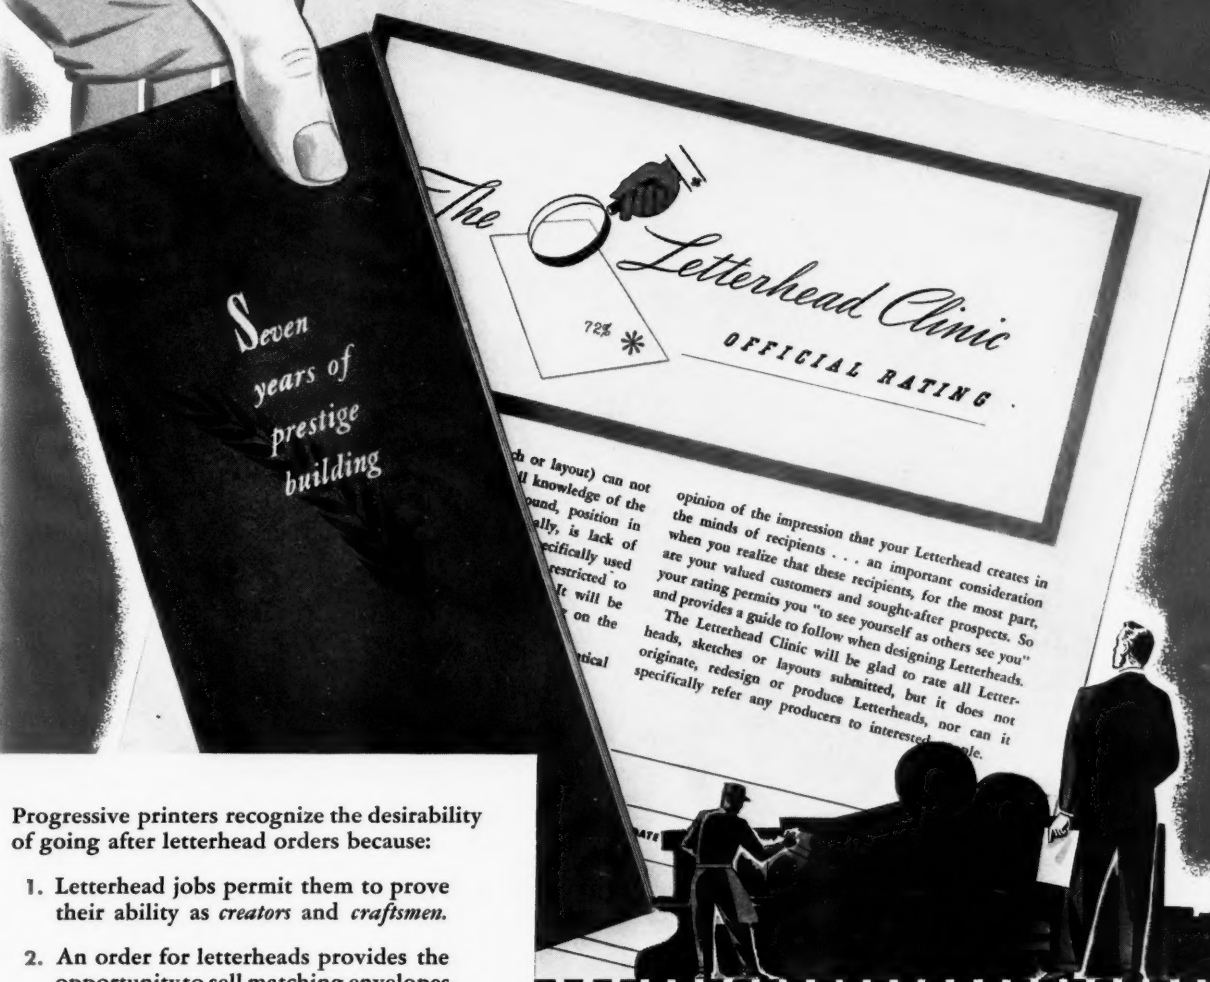 Seven
years of
prestige
building
The
Letterhead Clinic
72%
OFFICIAL RATING
or layout) can not
knowledge of the
position in
is lack of
used
restricted to
It will be
on the
opinion of the impression that your Letterhead creates in
the minds of recipients . . . an important consideration
when you realize that these recipients, for the most part,
are your valued customers and sought-after prospects. So
your rating permits you "to see yourself as others see you"
and provides a guide to follow when designing Letterheads.
The Letterhead Clinic will be glad to rate all Letter-
heads, sketches or layouts submitted, but it does not
originate, redesign or produce Letterheads, nor can it
specifically refer any producers to interested
DATE
Progressive printers recognize the desirability
of going after letterhead orders because:
1. Letterhead jobs permit them to prove
their ability as creators and craftsmen.
2. An order for letterheads provides the
opportunity to sell matching envelopes